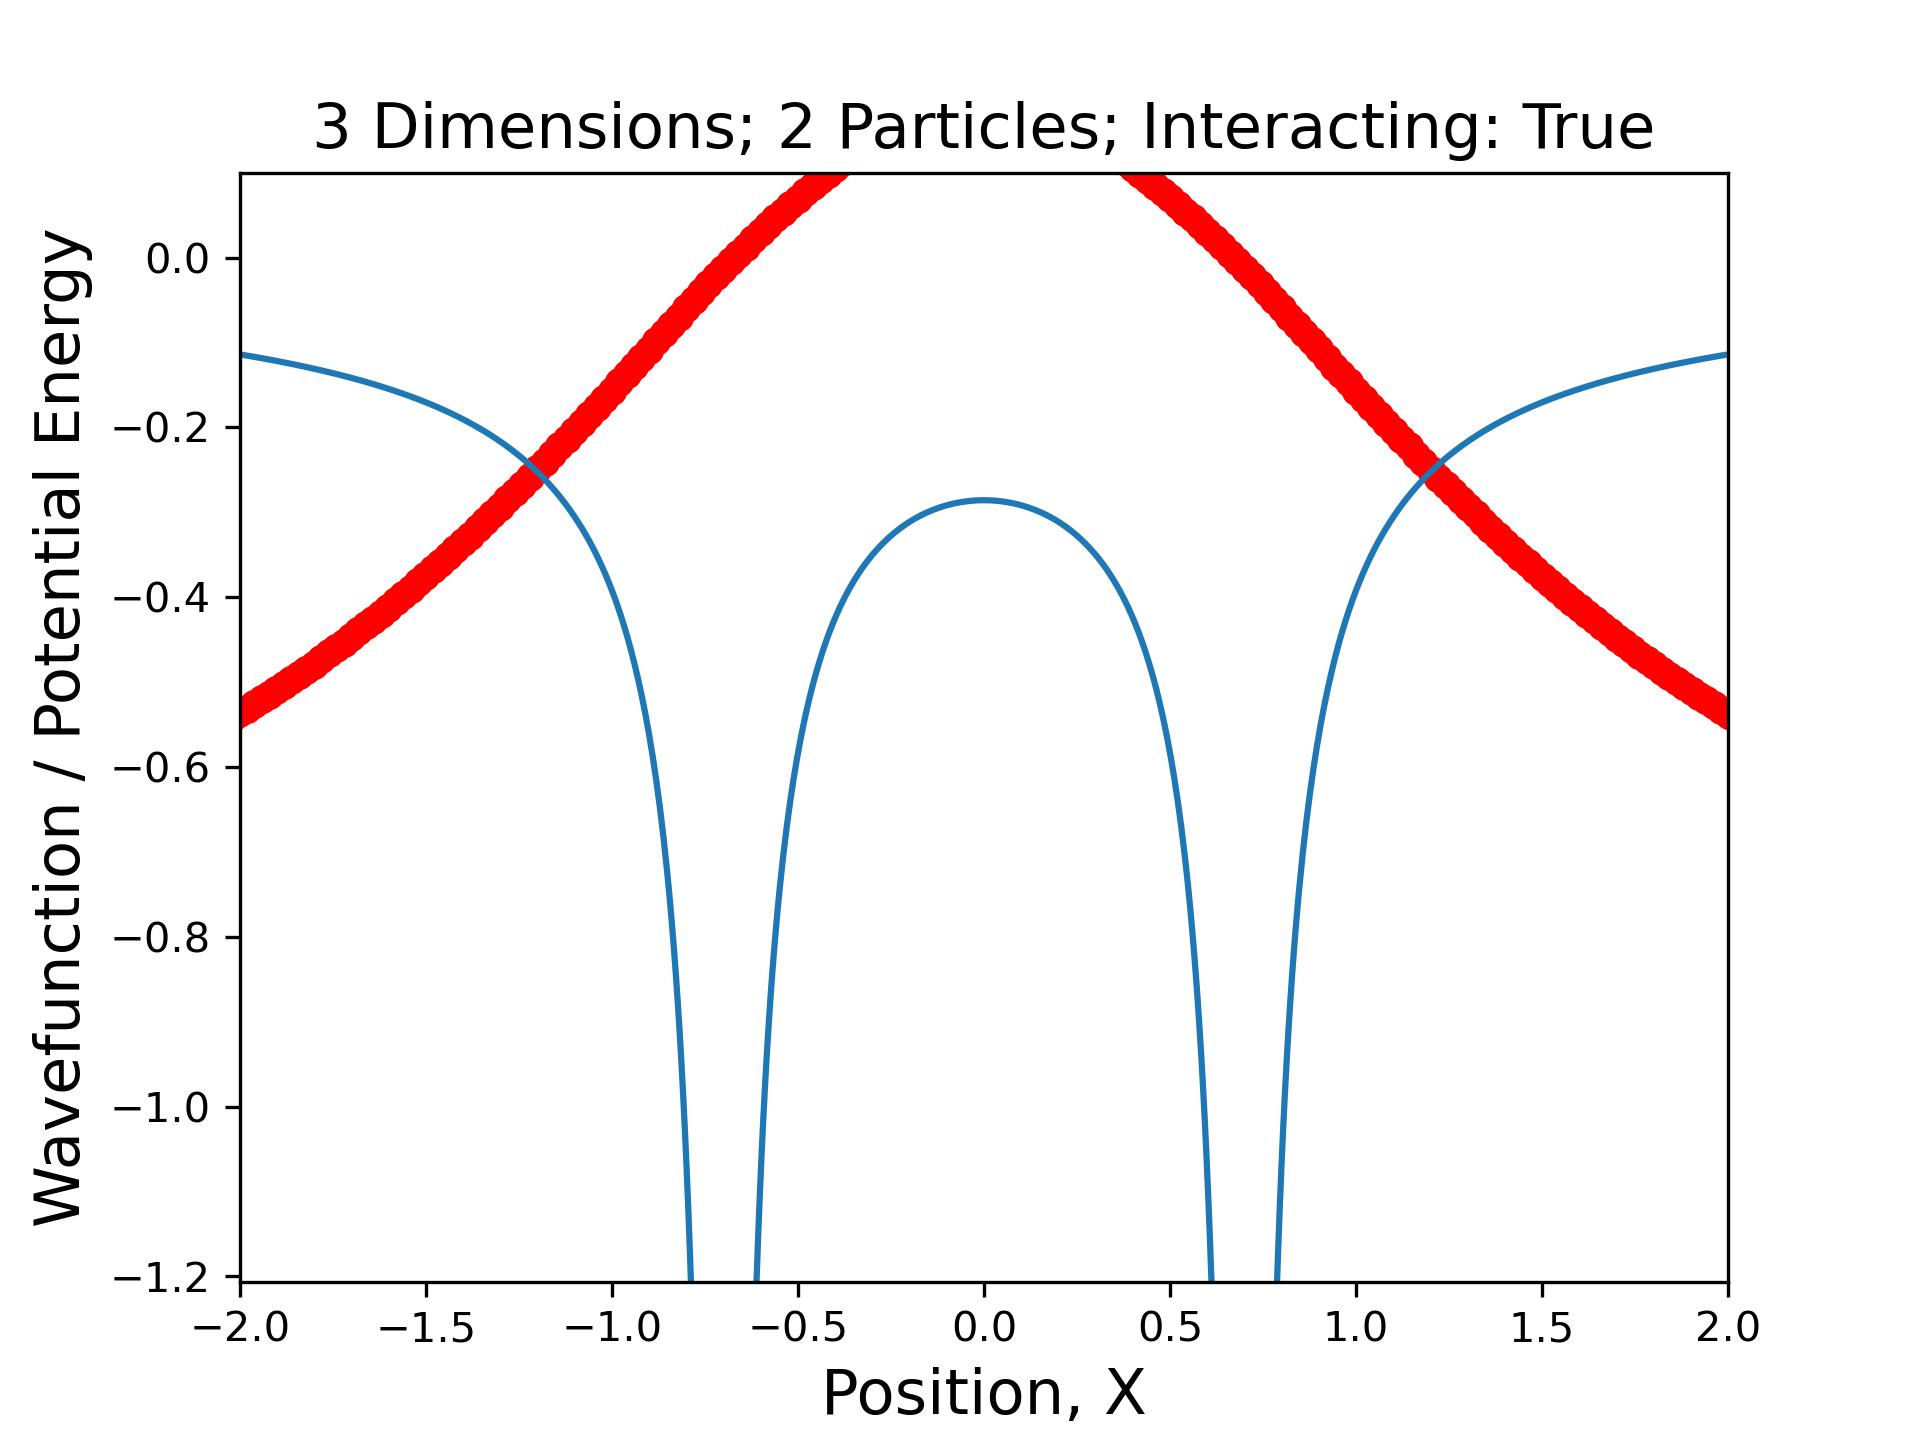 3 Dimensions; 2 Particles; Interacting: True
Wavefunction / Potential Energy
0.0
−0.2
−0.4
−0.6
−0.8
−1.0
−1.2
−2.0 −1.5 −1.0 −0.5 0.0 0.5 1.0 1.5 2.0
Position, X